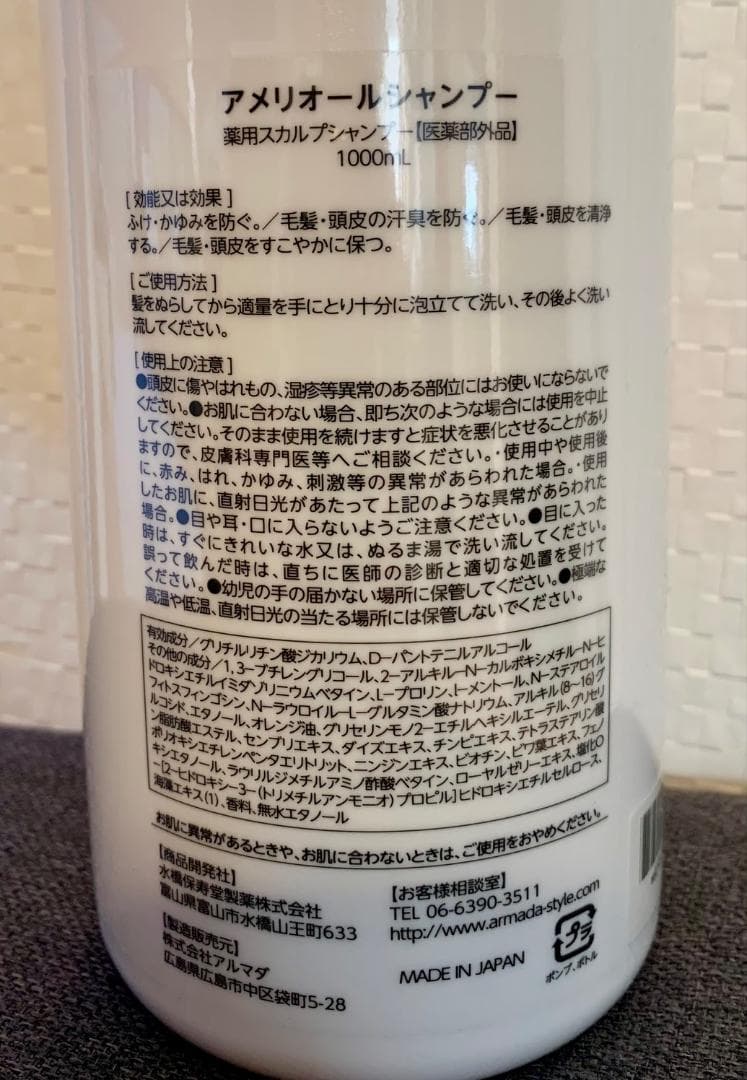 アメリオールシャンプー
薬用スカルプシャンプー【医薬部外品】
1000mL
[ 効能又は効果 ]
ふけ・かゆみを防ぐ。/毛髪・頭皮の汗臭を防ぐ。/毛髪・頭皮を清浄
する。/毛髪・頭皮をすこやかに保つ。
[ ご使用方法 ]
髪をぬらしてから適量を手にとり十分に泡立てて洗い、その後よく洗い
流してください。
[ 使用上の注意 ]
●頭皮に傷やはれもの、湿疹等異常のある部位にはお使いにならないで
ください。●お肌に合わない場合、即ち次のような場合には使用を中止
してください。そのまま使用を続けますと症状を悪化させることがあり
ますので、皮膚科専門医等へご相談ください。・使用中や使用後
に、赤み、はれ、かゆみ、刺激等の異常があらわれた場合。・使用
したお肌に、直射日光があたって上記のような異常があらわれた
場合。●目や耳・口に入らないようご注意ください。●目に入った
時は、すぐにきれいな水又は、ぬるま湯で洗い流してください。
誤って飲んだ時は、直ちに医師の診断と適切な処置を受けて
ください。●幼児の手の届かない場所に保管してください。●極端な
高温や低温、直射日光の当たる場所には保管しないでください。
有効成分/グリチルリチン酸ジカリウム、D-パントテニルアルコール
その他の成分/1,3-ブチレングリコール、2-アルキル-N-カルボキシメチル-N-ヒ
ドロキシエチルイミダゾリニウムベタイン、L-プロリン、l-メントール、N-ステアロイル
フィトスフィンゴシン、N-ラウロイル-L-グルタミン酸ナトリウム、アルキル(8~16)グ
ルコシド、エタノール、オレンジ油、グリセリンモノ2-エチルヘキシルエーテル、グリセリ
ン脂肪酸エステル、センブリエキス、ダイズエキス、チンピエキス、テトラステアリン酸
ポリオキシエチレンペンタエリトリット、ニンジンエキス、ビオチン、ビワ葉エキス、フェノ
キシエタノール、ラウリルジメチルアミノ酢酸ベタイン、ローヤルゼリーエキス、塩化O
-[2-ヒドロキシ-3-(トリメチルアンモニオ)プロピル]ヒドロキシエチルセルロース、
海藻エキス(1)、香料、無水エタノール
お肌に異常があるときや、お肌に合わないときは、ご使用をおやめください。
【商品開発社】
水橋保寿堂製薬株式会社
富山県富山市水橋山王町633
【製造販売元】
株式会社アルマダ
広島県広島市中区袋町5-28
【お客様相談室】
TEL 06-6390-3511
http://www.armada-style.com
MADE IN JAPAN
プラ
ポンプ、ボトル